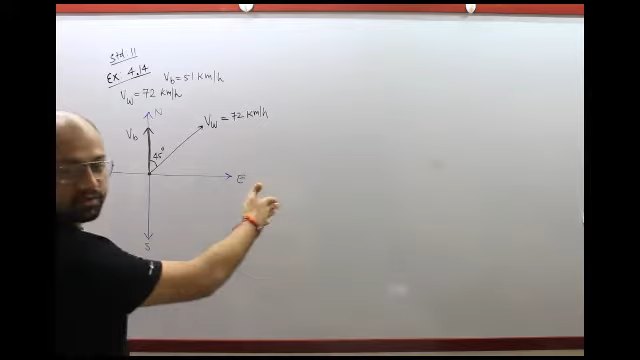 Std: 11
Ex: 4.14
Vb = 51 km/h
Vw = 72 km/h
N
Vb
Vw = 72 km/h
45°
E
S